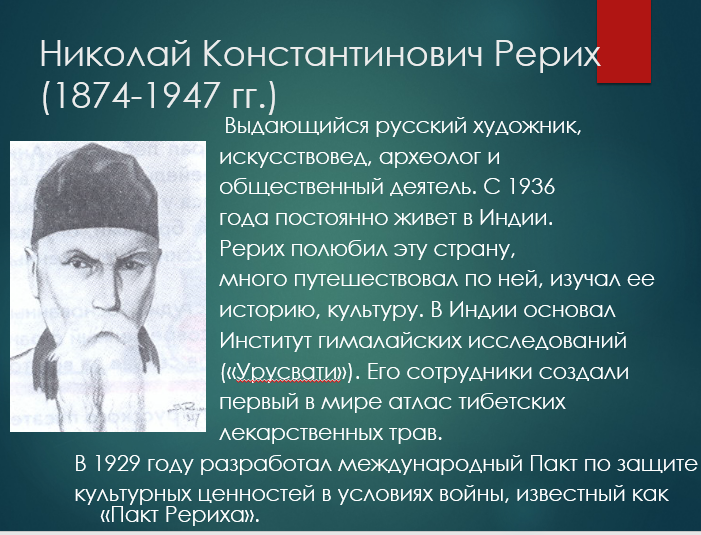 Николай Константинович Рерих
(1874-1947 гг.)
Выдающийся русский художник,
искусствовед, археолог и
общественный деятель. С 1936
года постоянно живет в Индии.
Рерих полюбил эту страну,
много путешествовал по ней, изучал ее
историю, культуру. В Индии основал
Институт гималайских исследований
(«Урусвати»). Его сотрудники создали
первый в мире атлас тибетских
лекарственных трав.
В 1929 году разработал международный Пакт по защите
культурных ценностей в условиях войны, известный как
«Пакт Рериха».